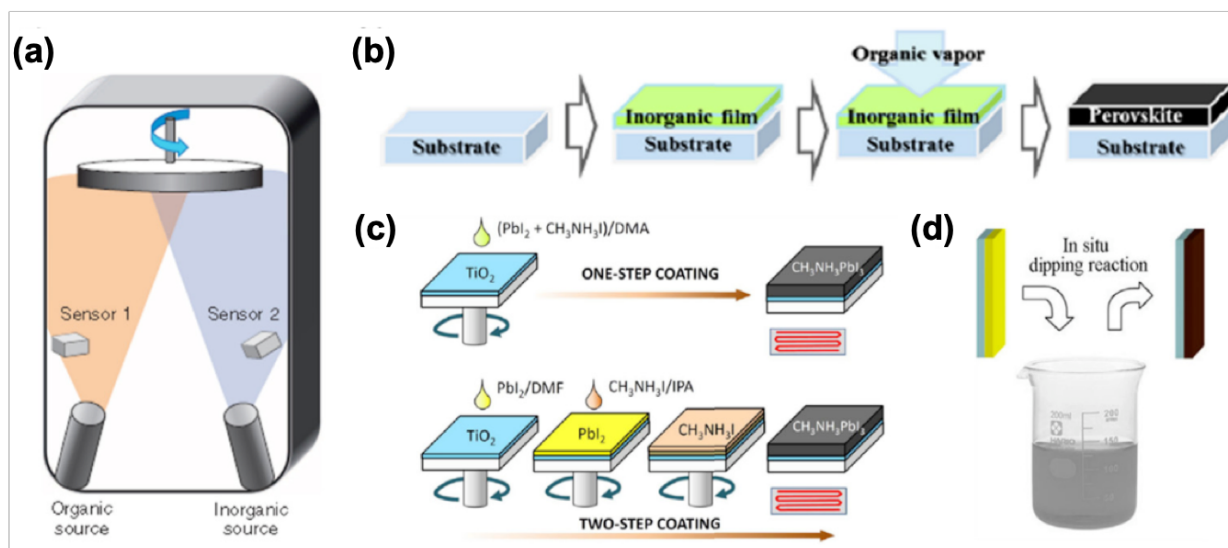 (a)
Sensor 1
Sensor 2
Organic
source
Inorganic
source
(b)
Substrate
Inorganic film
Substrate
Organic vapor
Inorganic film
Substrate
Perovskite
Substrate
(c)
(PbI₂ + CH₃NH₃I)/DMA
TiO₂
ONE-STEP COATING
CH₃NH₃PbI₃
PbI₂/DMF
CH₃NH₃I/IPA
TiO₂
PbI₂
CH₃NH₃I
CH₃NH₃PbI₃
TWO-STEP COATING
(d)
In situ
dipping reaction
200
150